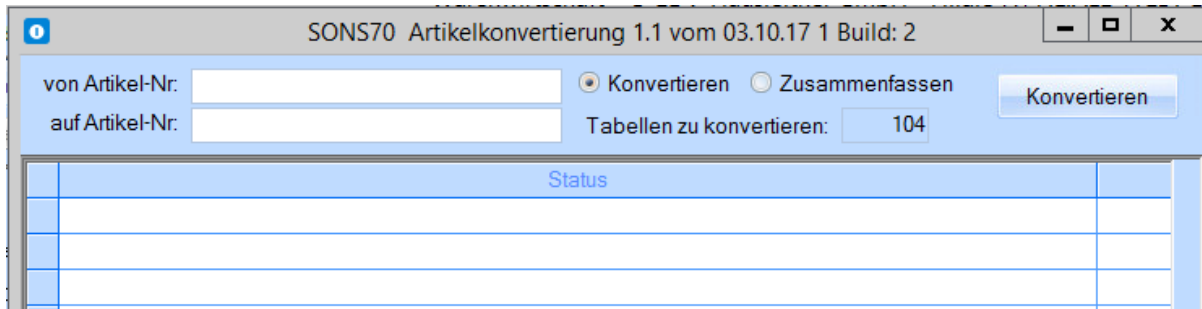 SONS70 Artikelkonvertierung 1.1 vom 03.10.17 1 Build: 2
von Artikel-Nr:
Konvertieren
Zusammenfassen
Konvertieren
auf Artikel-Nr:
Tabellen zu konvertieren:
104
Status